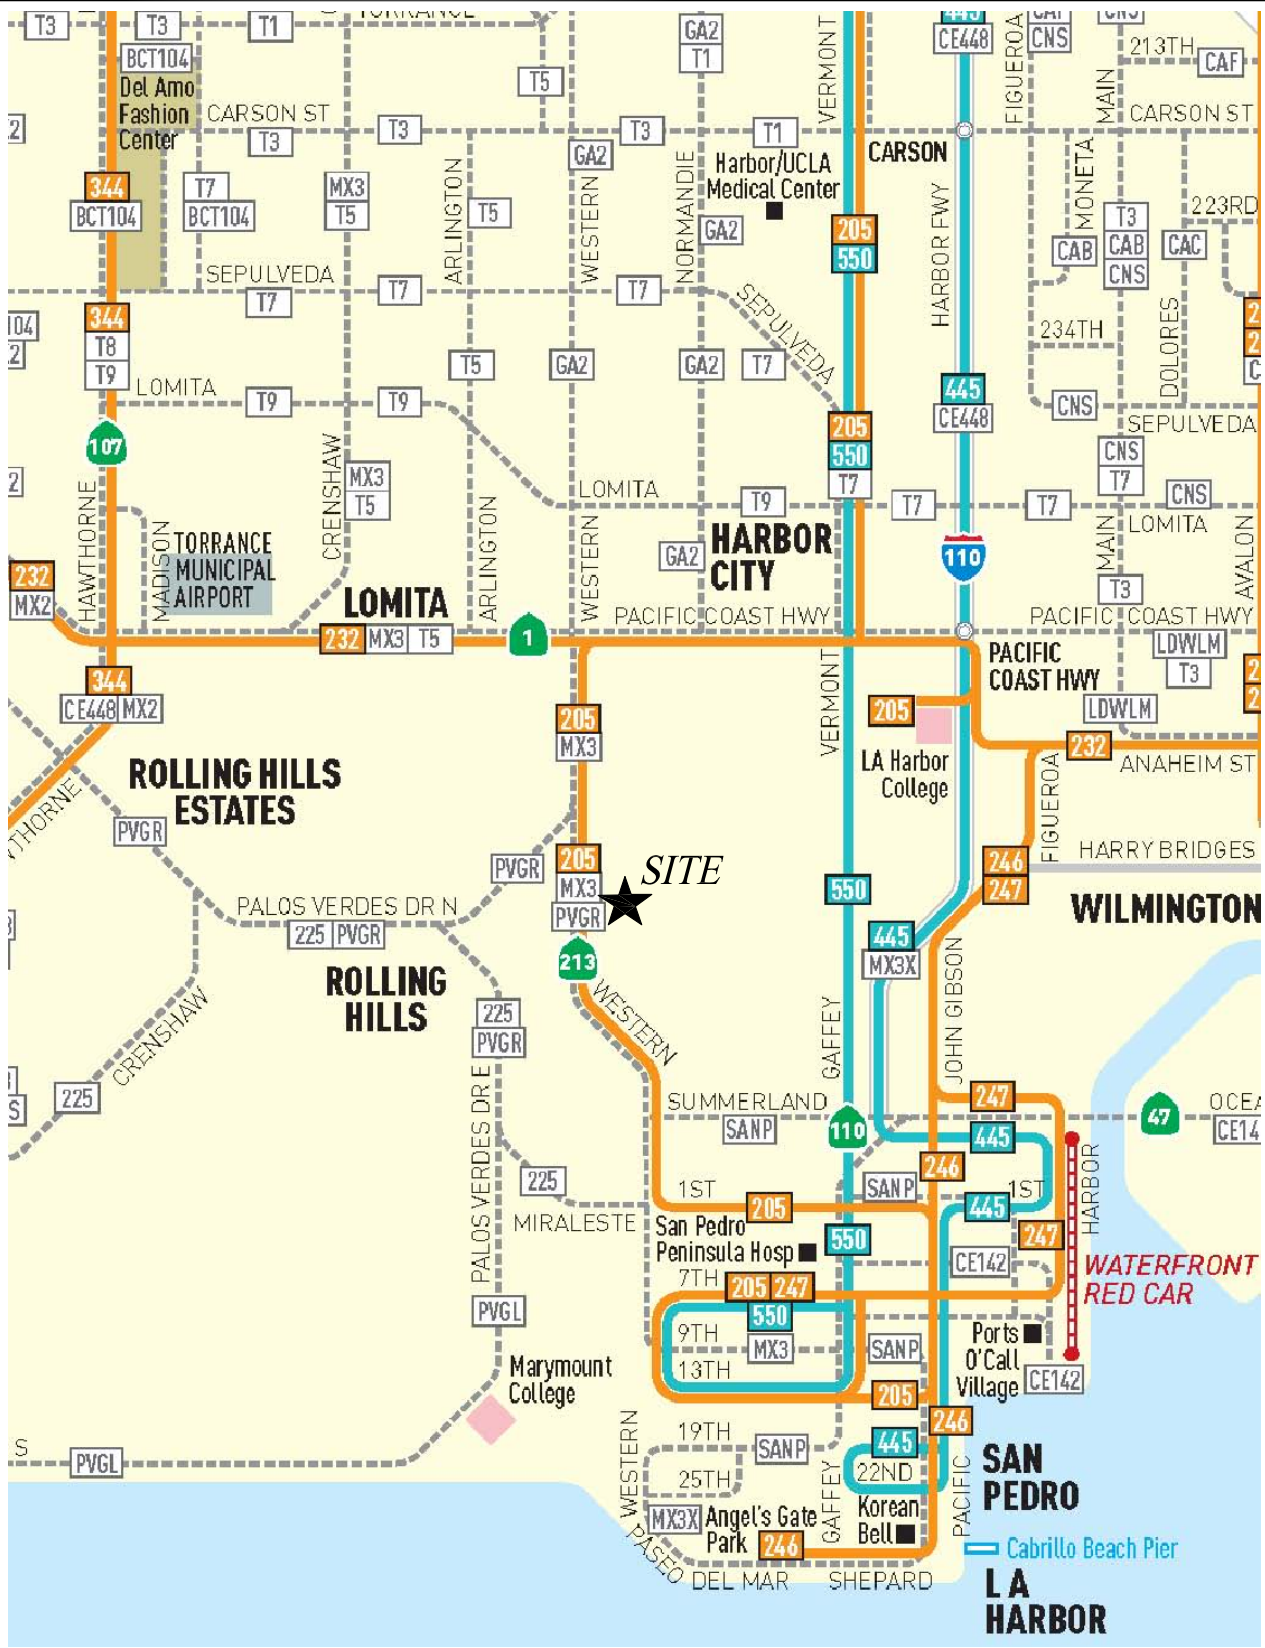 T3
T3
T1
TORRANCE
BCT104
GA2
T1
T5
VERMONT
445
CE448
FIGUEROA
CAF
CNS
CNS
MAIN
213TH
CAF
Del Amo
Fashion
Center
CARSON ST
T3
T3
T3
T1
CARSON ST
GA2
CARSON
Harbor/UCLA
Medical Center
344
BCT104
T7
BCT104
MX3
T5
ARLINGTON
T5
WESTERN
NORMANDIE
GA2
205
550
HARBOR FWY
MONETA
CAB
T3
CAB
CNS
CAC
223RD
SEPULVEDA
T7
T7
T7
SEPULVEDA
344
T8
T9
234TH
DOLORES
LOMITA
T9
T9
T5
GA2
GA2
T7
445
CE448
CNS
SEPULVEDA
107
205
550
T7
CRENSHAW
MX3
T5
LOMITA
T9
T7
T7
CNS
T7
CNS
LOMITA
HAWTHORNE
MADISON
TORRANCE
MUNICIPAL
AIRPORT
ARLINGTON
WESTERN
GA2
HARBOR
CITY
110
MAIN
T3
AVALON
232
MX2
LOMITA
232 MX3 T5
1
PACIFIC COAST HWY
PACIFIC COAST HWY
344
CE448 MX2
PACIFIC
COAST HWY
LDWLM
T3
LDWLM
205
MX3
VERMONT
205
LA Harbor
College
232
ANAHEIM ST
ROLLING HILLS
ESTATES
THORNE
PVGR
FIGUEROA
HARRY BRIDGES
PVGR
205
MX3
PVGR
SITE
550
246
247
WILMINGTON
PALOS VERDES DR N
225 PVGR
445
MX3X
213
ROLLING
HILLS
225
PVGR
WESTERN
GAFFEY
JOHN GIBSON
CRENSHAW
225
PALOS VERDES DR E
SUMMERLAND
SANP
110
247
445
47
OCEA
CE14
HARBOR
225
MIRALESTE
1ST
205
SANP
246
445
1ST
247
San Pedro
Peninsula Hosp
550
CE142
WATERFRONT
RED CAR
7TH
205 247
550
PVGL
9TH
MX3
SANP
Ports
O'Call
Village
CE142
13TH
205
Marymount
College
246
WESTERN
19TH
SANP
445
22ND
SAN
PEDRO
S
PVGL
25TH
GAFFEY
PACIFIC
MX3X
Angel's Gate
Park
246
Korean
Bell
PASEO
DEL MAR
SHEPARD
Cabrillo Beach Pier
L A
HARBOR